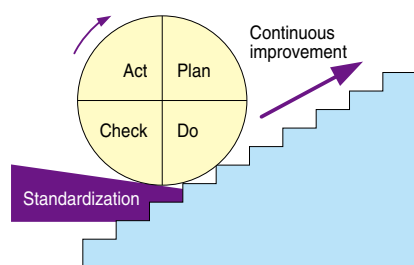 Continuous
improvement
Act
Plan
Check
Do
Standardization